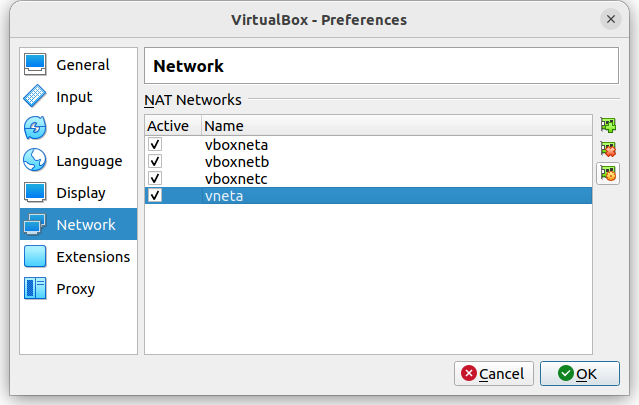 VirtualBox - Preferences
General
Input
Update
Language
Display
Network
Extensions
Proxy
Network
NAT Networks
Active Name
vboxneta
vboxnetb
vboxnetc
vneta
Cancel
OK